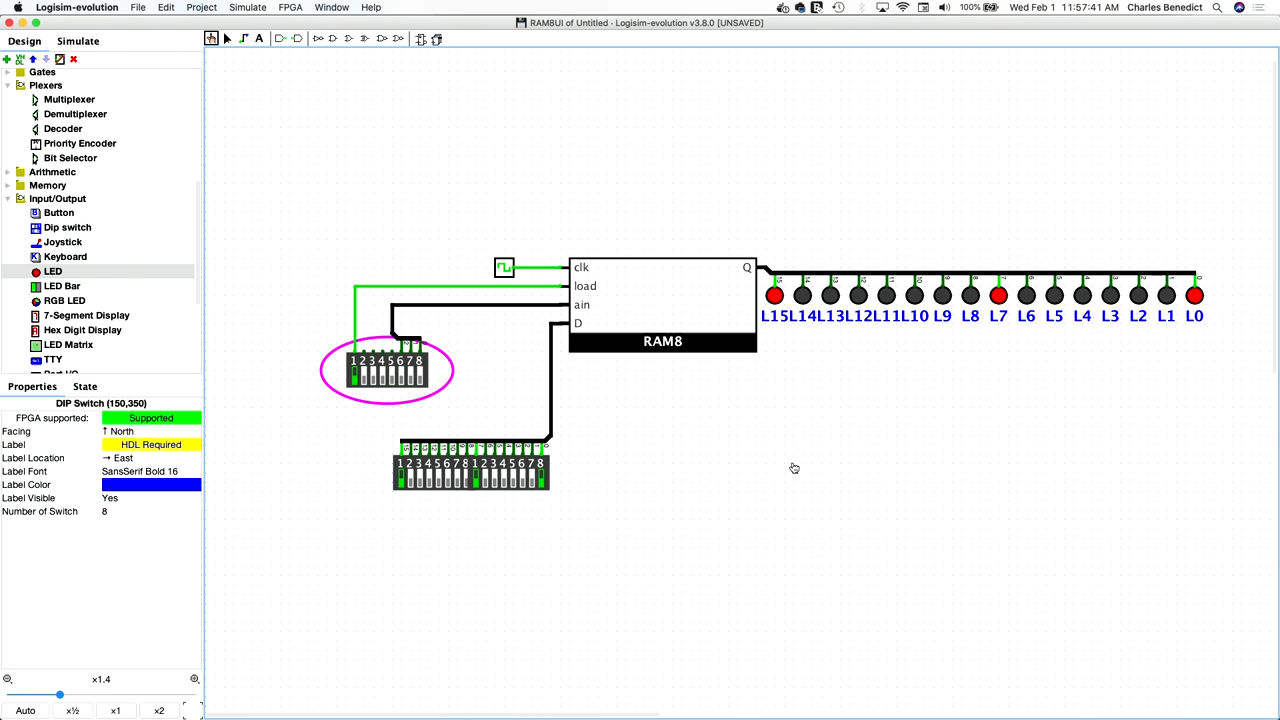 Logisim-evolution File Edit Project Simulate FPGA Window Help 100% Wed Feb 1 11:57:41 AM Charles Benedict
RAM8UI of Untitled · Logisim-evolution v3.8.0 [UNSAVED]
Design Simulate
A
Gates
Plexers
Multiplexer
Demultiplexer
Decoder
Priority Encoder
Bit Selector
Arithmetic
Memory
Input/Output
Button
Dip switch
Joystick
Keyboard
LED
LED Bar
RGB LED
7-Segment Display
Hex Digit Display
LED Matrix
TTY
Properties State
DIP Switch (150,350)
FPGA supported: Supported
Facing ↑ North
Label HDL Required
Label Location → East
Label Font SansSerif Bold 16
Label Color
Label Visible Yes
Number of Switch 8
x1.4
Auto x½ x1 x2
clk Q
load
ain
D
RAM8
L15 L14 L13 L12 L11 L10 L9 L8 L7 L6 L5 L4 L3 L2 L1 L0
1 2 3 4 5 6 7 8
1 2 3 4 5 6 7 8 1 2 3 4 5 6 7 8